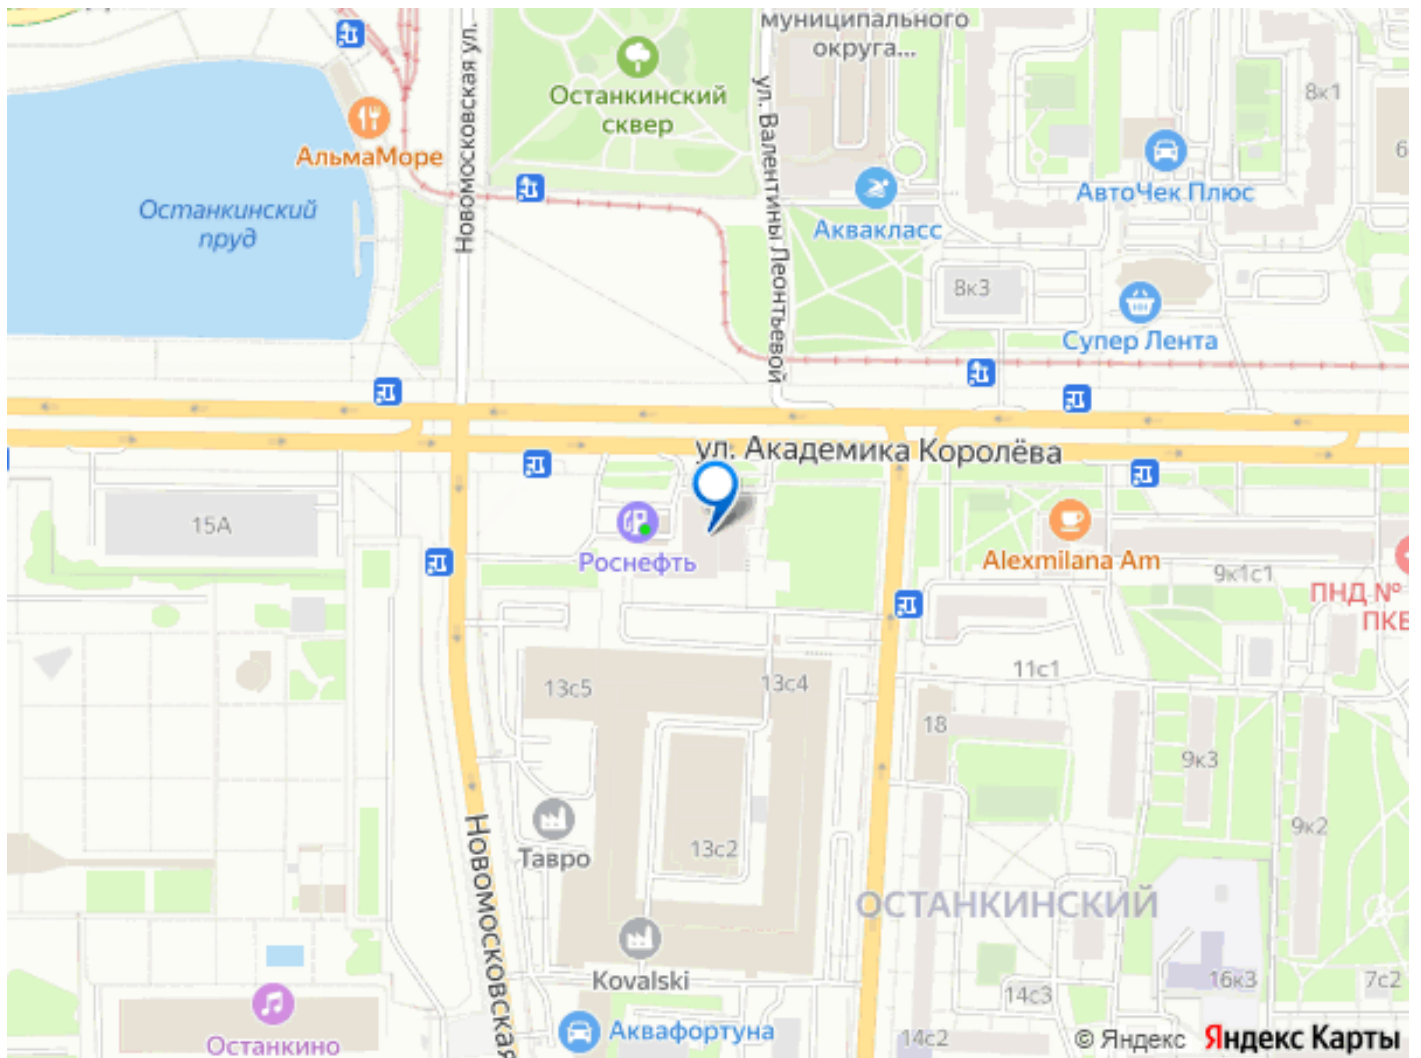 муниципального
округа...
Новомосковская ул.
ул. Валентины Леонтьевой
Останкинский
сквер
8к1
6
АльмаМоре
АвтоЧек Плюс
Останкинский
пруд
Аквакласс
8к3
Супер Лента
ул. Академика Королёва
15А
Роснефть
Alexmilana Am
9к1с1
ПНД №
ПКБ
11с1
13с5
13с4
18
9к3
Новомосковская
Тавро
13с2
9к2
ОСТАНКИНСКИЙ
Kovalski
16к3
7с2
14с3
Останкино
Аквафортуна
14с2
© Яндекс Яндекс Карты